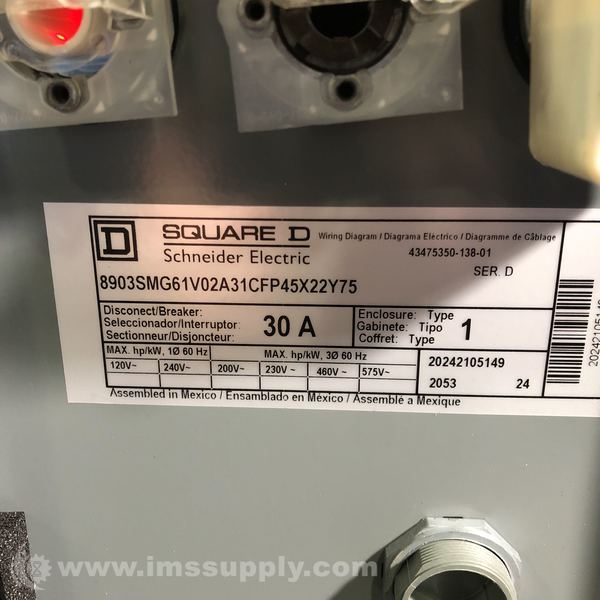 D SQUARE D Wiring Diagram / Diagrama Eléctrico / Diagramme de Câblage
Schneider Electric 43475350-138-01
SER. D
8903SMG61V02A31CFP45X22Y75
Disconect/Breaker:
Seleccionador/Interruptor:
Sectionneur/Disjoncteur:
30 A
Enclosure: Type
Gabinete: Tipo
Coffret: Type
1
MAX. hp/kW, 1Ø 60 Hz MAX. hp/kW, 3Ø 60 Hz
120V~ 240V~ 200V~ 230V~ 460V~ 575V~
20242105149
2053 24
Assembled in Mexico / Ensamblado en México / Assemblé a Mexique
www.imssupply.com